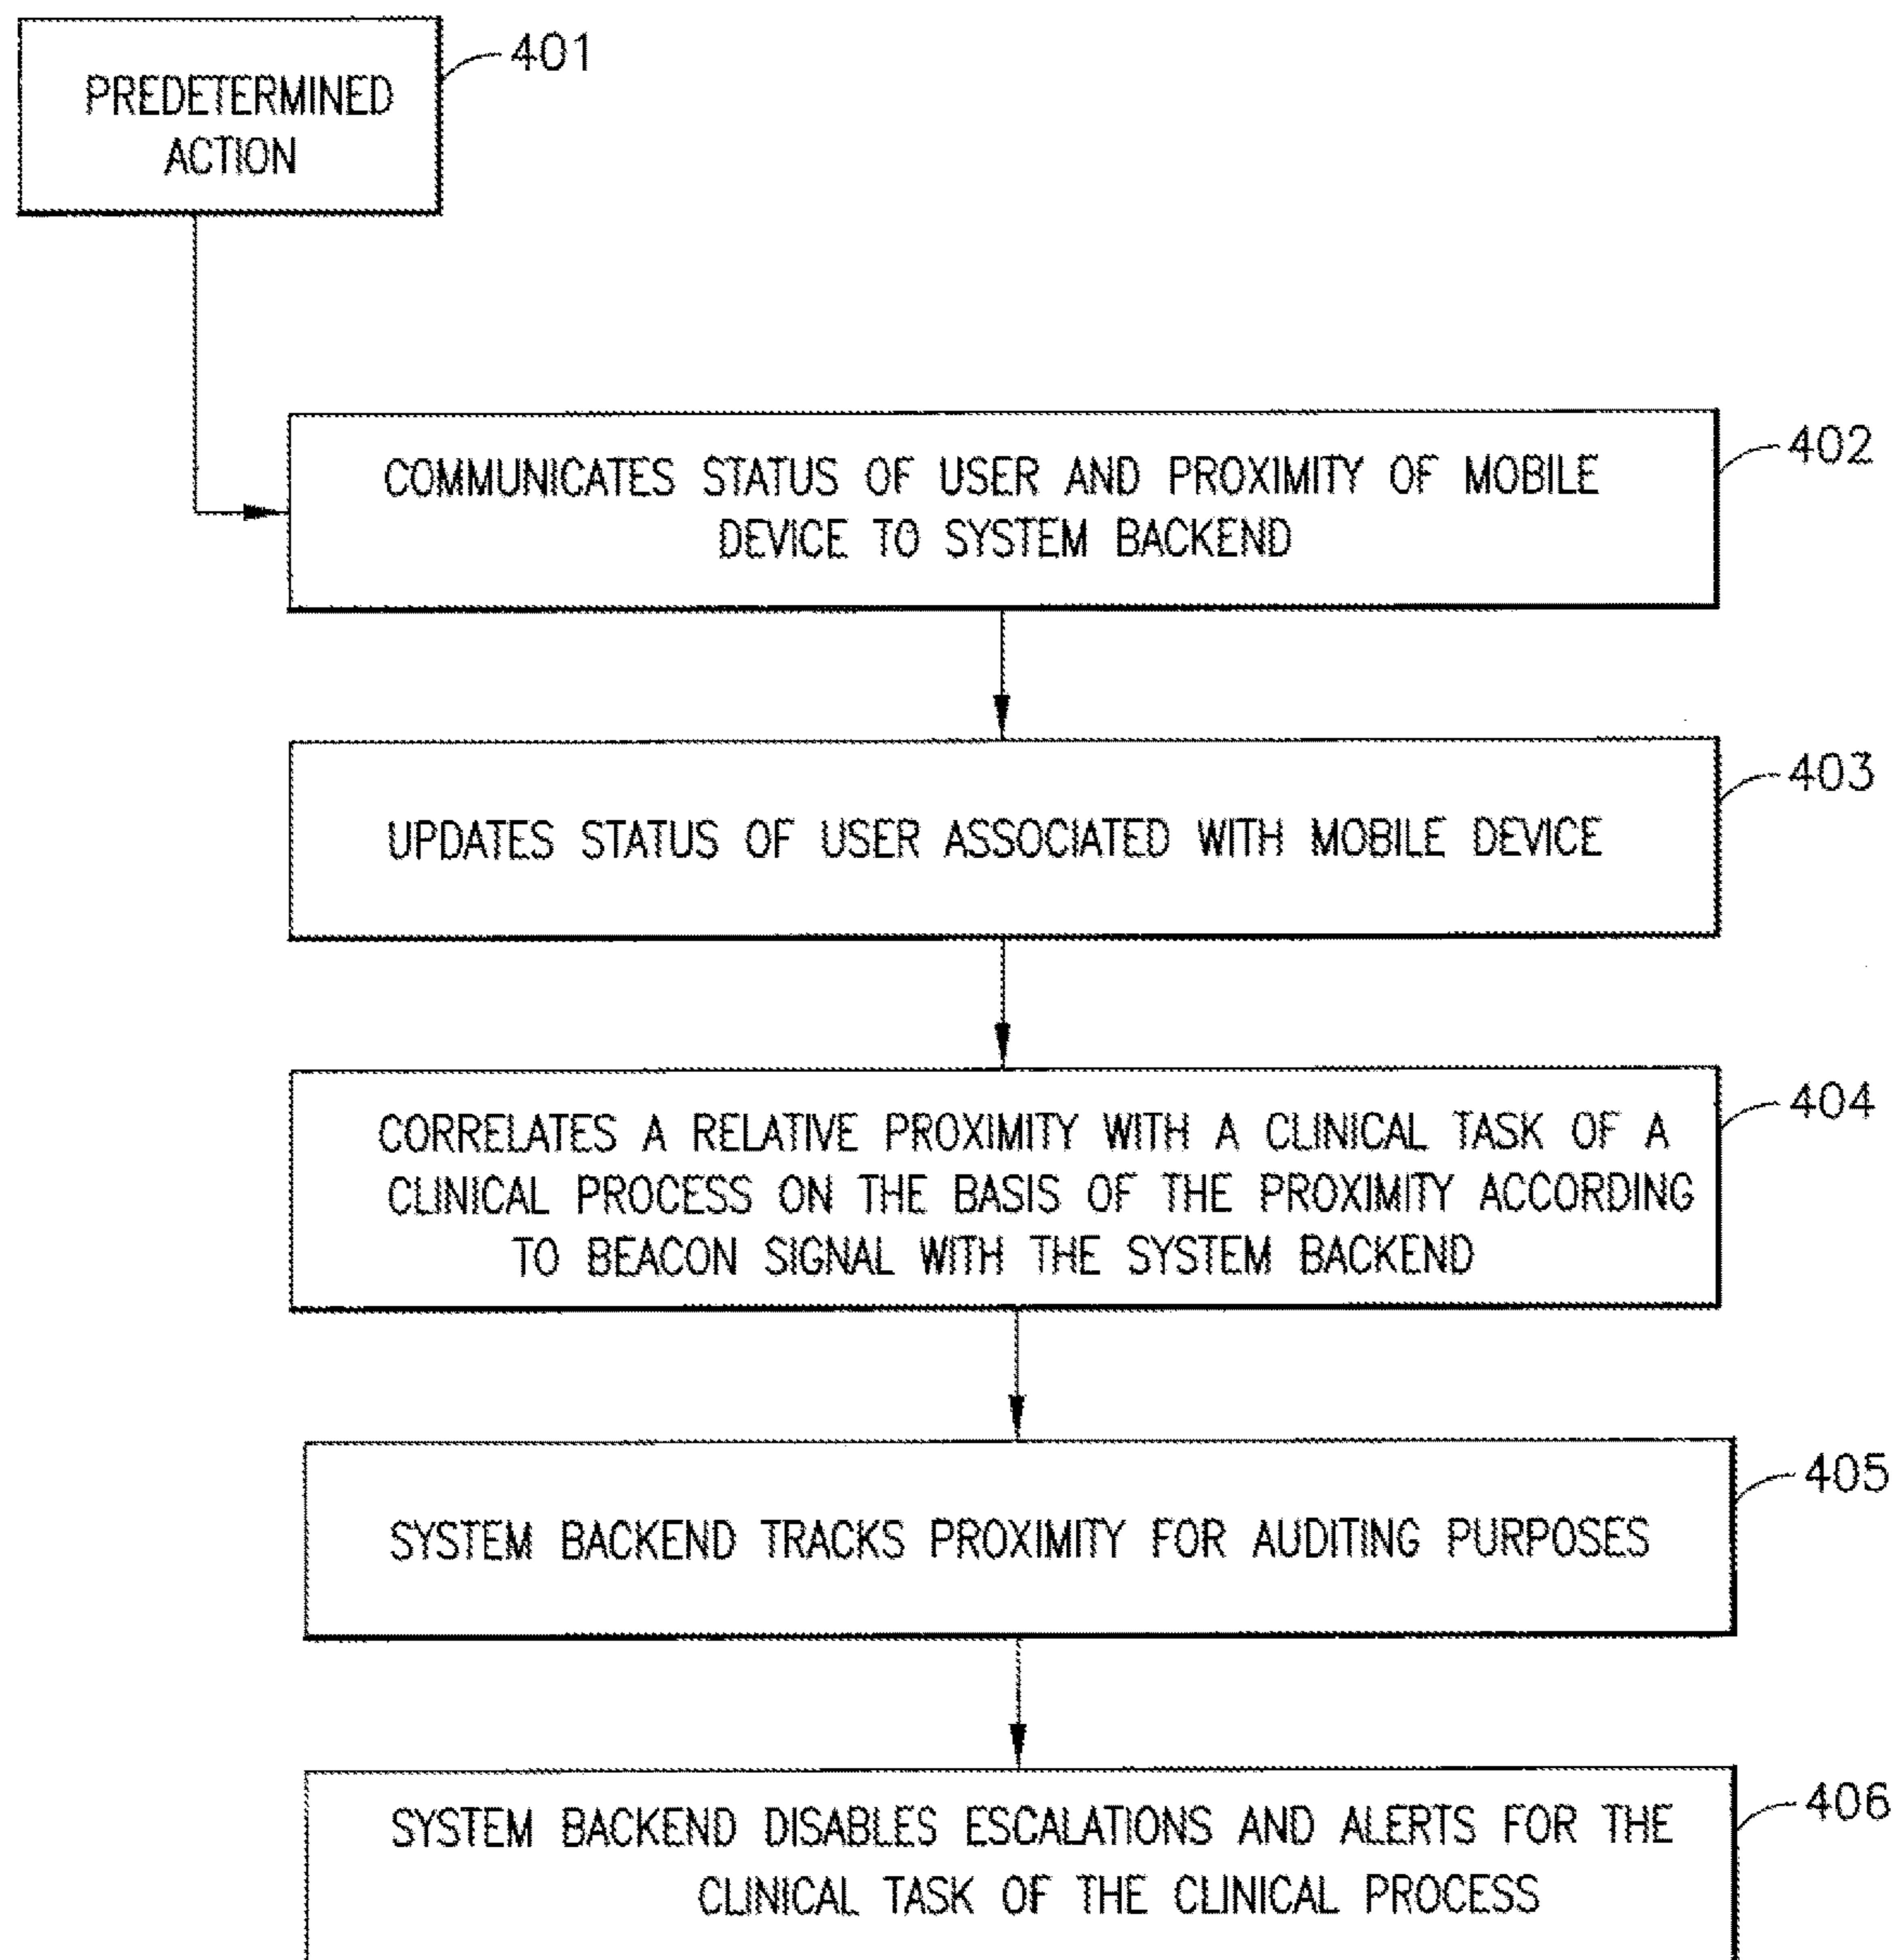 PREDETERMINED
ACTION
401
COMMUNICATES STATUS OF USER AND PROXIMITY OF MOBILE
DEVICE TO SYSTEM BACKEND
402
UPDATES STATUS OF USER ASSOCIATED WITH MOBILE DEVICE
403
CORRELATES A RELATIVE PROXIMITY WITH A CLINICAL TASK OF A
CLINICAL PROCESS ON THE BASIS OF THE PROXIMITY ACCORDING
TO BEACON SIGNAL WITH THE SYSTEM BACKEND
404
SYSTEM BACKEND TRACKS PROXIMITY FOR AUDITING PURPOSES
405
SYSTEM BACKEND DISABLES ESCALATIONS AND ALERTS FOR THE
CLINICAL TASK OF THE CLINICAL PROCESS
406